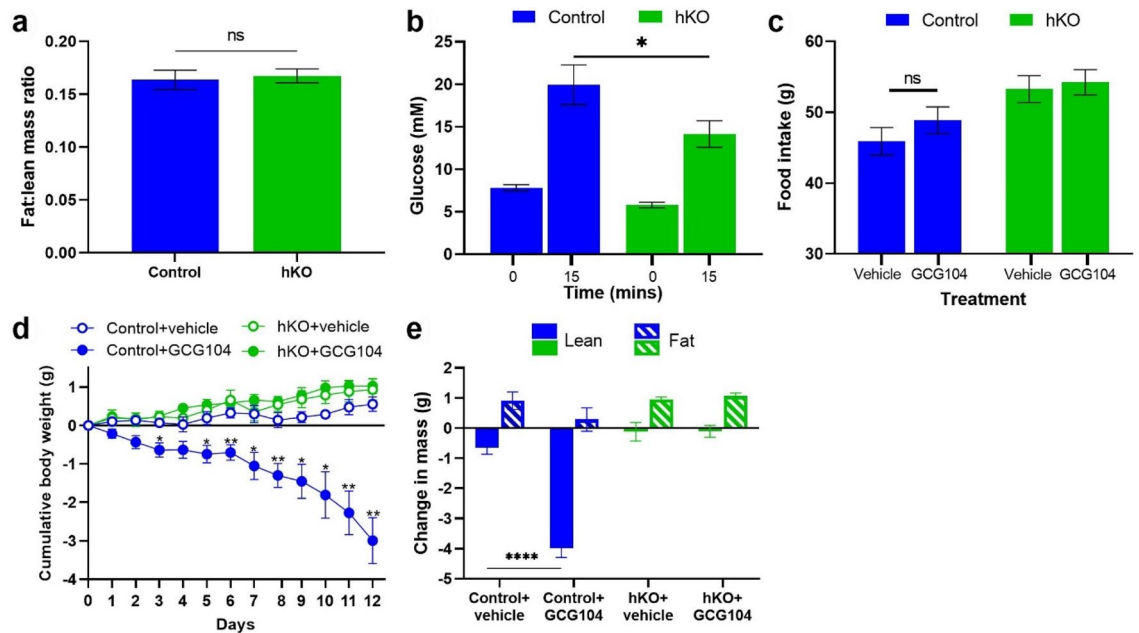 a
ns
Fat:lean mass ratio
0.20
0.15
0.10
0.05
0.00
Control
hKO
b
Control
hKO
*
Glucose (mM)
25
20
15
10
5
0
0
15
0
15
Time (mins)
c
Control
hKO
ns
Food intake (g)
60
50
40
30
Vehicle
GCG104
Vehicle
GCG104
Treatment
d
Control+vehicle
hKO+vehicle
Control+GCG104
hKO+GCG104
Cumulative body weight (g)
1
0
-1
-2
-3
-4
* * ** * ** * * ** **
0 1 2 3 4 5 6 7 8 9 10 11 12
Days
e
Lean
Fat
Change in mass (g)
2
1
0
-1
-2
-3
-4
-5
****
Control+
vehicle
Control+
GCG104
hKO+
vehicle
hKO+
GCG104